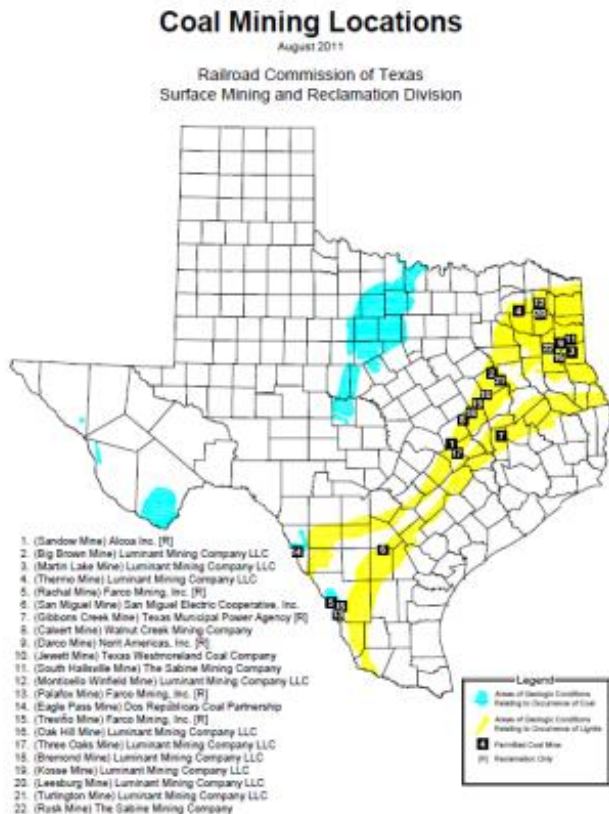 Coal Mining Locations
August 2011
Railroad Commission of Texas
Surface Mining and Reclamation Division
1. (Sandow Mine) Alcoa Inc. [R]
2. (Big Brown Mine) Luminant Mining Company LLC
3. (Martin Lake Mine) Luminant Mining Company LLC
4. (Thermo Mine) Luminant Mining Company LLC
5. (Rachal Mine) Farco Mining, Inc. [R]
6. (San Miguel Mine) San Miguel Electric Cooperative, Inc.
7. (Gibbons Creek Mine) Texas Municipal Power Agency [R]
8. (Calvert Mine) Walnut Creek Mining Company
9. (Darco Mine) Norit Americas, Inc. [R]
10. (Jewett Mine) Texas Westmoreland Coal Company
11. (South Hallsville Mine) The Sabine Mining Company
12. (Monticello Winfield Mine) Luminant Mining Company LLC
13. (Palafox Mine) Farco Mining, Inc. [R]
14. (Eagle Pass Mine) Dos Republicas Coal Partnership
15. (Treviño Mine) Farco Mining, Inc. [R]
16. (Oak Hill Mine) Luminant Mining Company LLC
17. (Three Oaks Mine) Luminant Mining Company LLC
18. (Bremond Mine) Luminant Mining Company LLC
19. (Kosse Mine) Luminant Mining Company LLC
20. (Leesburg Mine) Luminant Mining Company LLC
21. (Turlington Mine) Luminant Mining Company LLC
22. (Rusk Mine) The Sabine Mining Company
Legend
Areas of Geologic Conditions
Relating to Occurrence of Coal
Areas of Geologic Conditions
Relating to Occurrence of Lignite
Permitted Coal Mine
[R] Reclamation Only
4
3
7
1
17
6